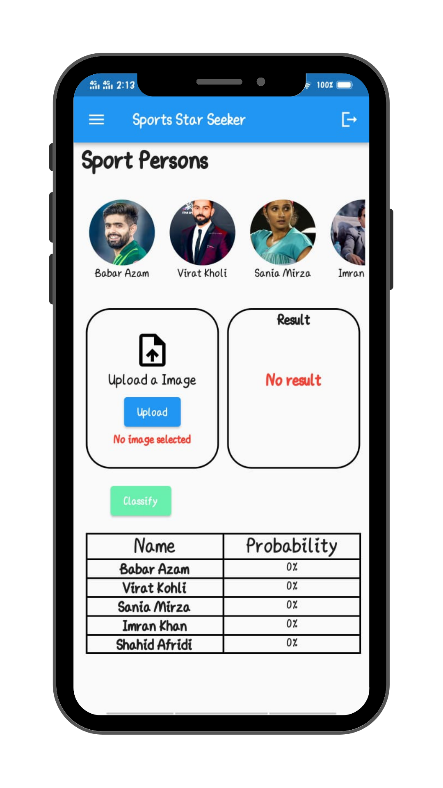 4G 4G 2:13 100%
Sports Star Seeker
Sport Persons
Babar Azam Virat Kholi Sania Mirza Imran
Result
Upload a Image
No result
Upload
No image selected
Classify
Name Probability
Babar Azam 0%
Virat Kohli 0%
Sania Mirza 0%
Imran Khan 0%
Shahid Afridi 0%